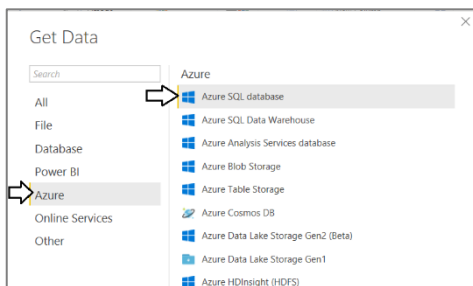 Get Data
Search
All
File
Database
Power BI
Azure
Online Services
Other
Azure
Azure SQL database
Azure SQL Data Warehouse
Azure Analysis Services database
Azure Blob Storage
Azure Table Storage
Azure Cosmos DB
Azure Data Lake Storage Gen2 (Beta)
Azure Data Lake Storage Gen1
Azure HDInsight (HDFS)